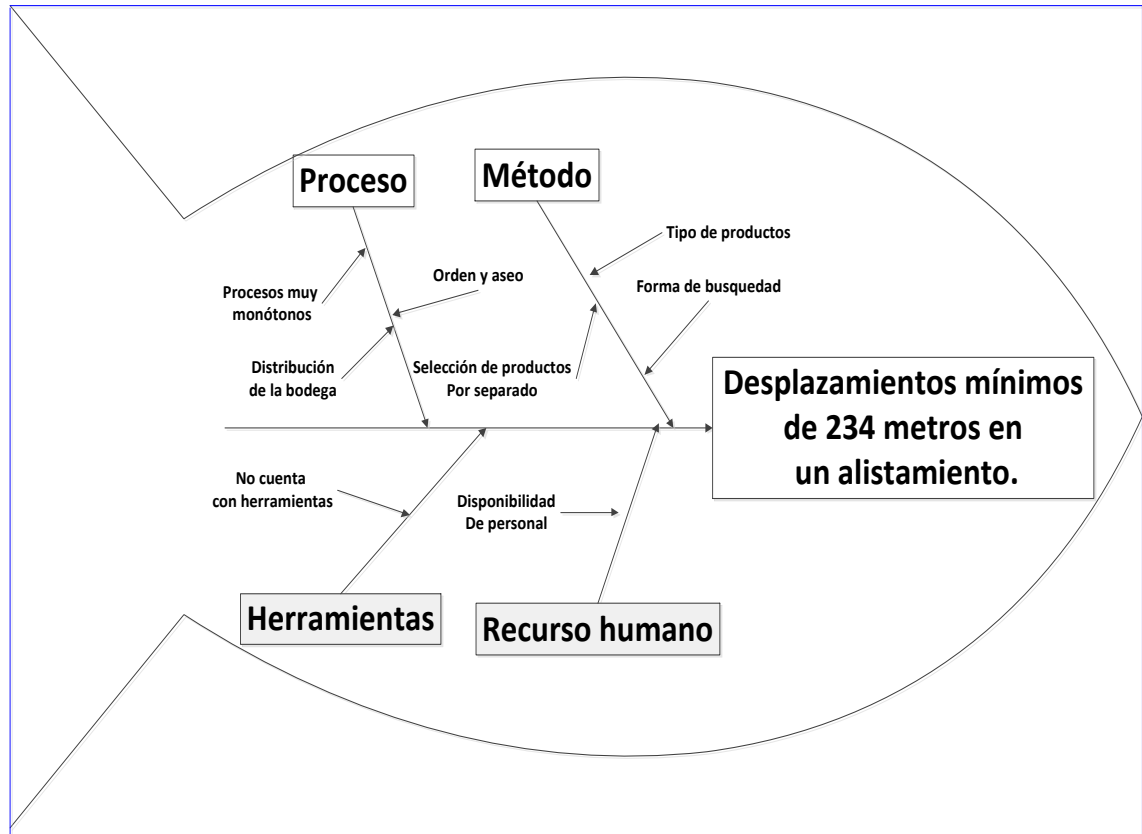 Proceso
Método
Tipo de productos
Orden y aseo
Procesos muy
monótonos
Forma de busquedad
Distribución
de la bodega
Selección de productos
Por separado
Desplazamientos mínimos
de 234 metros en
un alistamiento.
No cuenta
con herramientas
Disponibilidad
De personal
Herramientas
Recurso humano